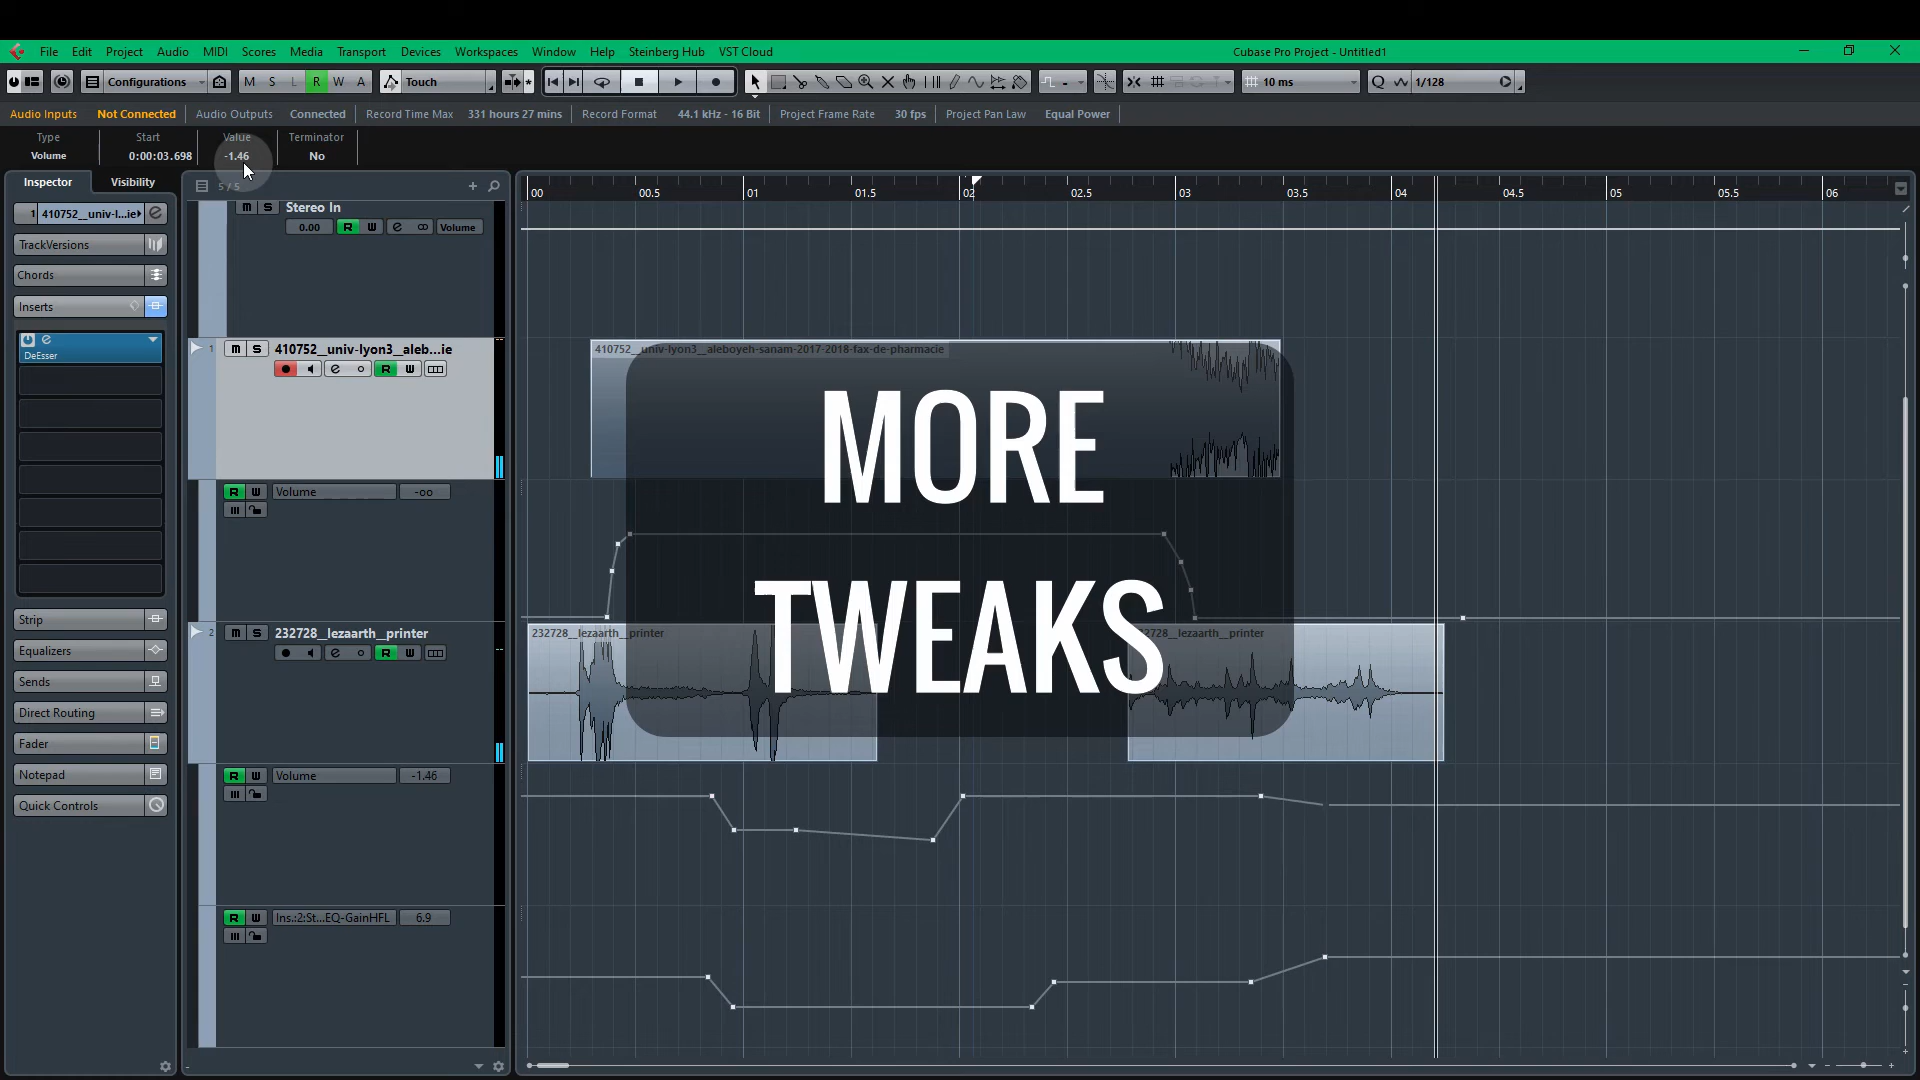 File Edit Project Audio MIDI Scores Media Transport Devices Workspaces Window Help Steinberg Hub VST Cloud Cubase Pro Project - Untitled1
Configurations M S L R W A Touch 10 ms Q 1/128
Audio Inputs Not Connected Audio Outputs Connected Record Time Max 331 hours 27 mins Record Format 44.1 kHz - 16 Bit Project Frame Rate 30 fps Project Pan Law Equal Power
Type Start Value Terminator
Volume 0:00:03.698 -1.46 No
Inspector Visibility 5 / 5
00 00.5 01 01.5 02 02.5 03 03.5 04 04.5 05 05.5 06
M S Stereo In
0.00 R W e Volume
1 410752__univ-l...ie
TrackVersions
Chords
Inserts
DeEsser
Strip
Equalizers
Sends
Direct Routing
Fader
Notepad
Quick Controls
1 M S 410752__univ-lyon3__aleb...ie
R W
410752__univ-lyon3__aleboyeh-sanam-2017-2018-fax-de-pharmacie
MORE
TWEAKS
R W Volume -oo
2 M S 232728__lezaarth__printer
R W
232728__lezaarth__printer
232728__lezaarth__printer
R W Volume -1.46
R W Ins.:2:St...EQ-GainHFL 6.9